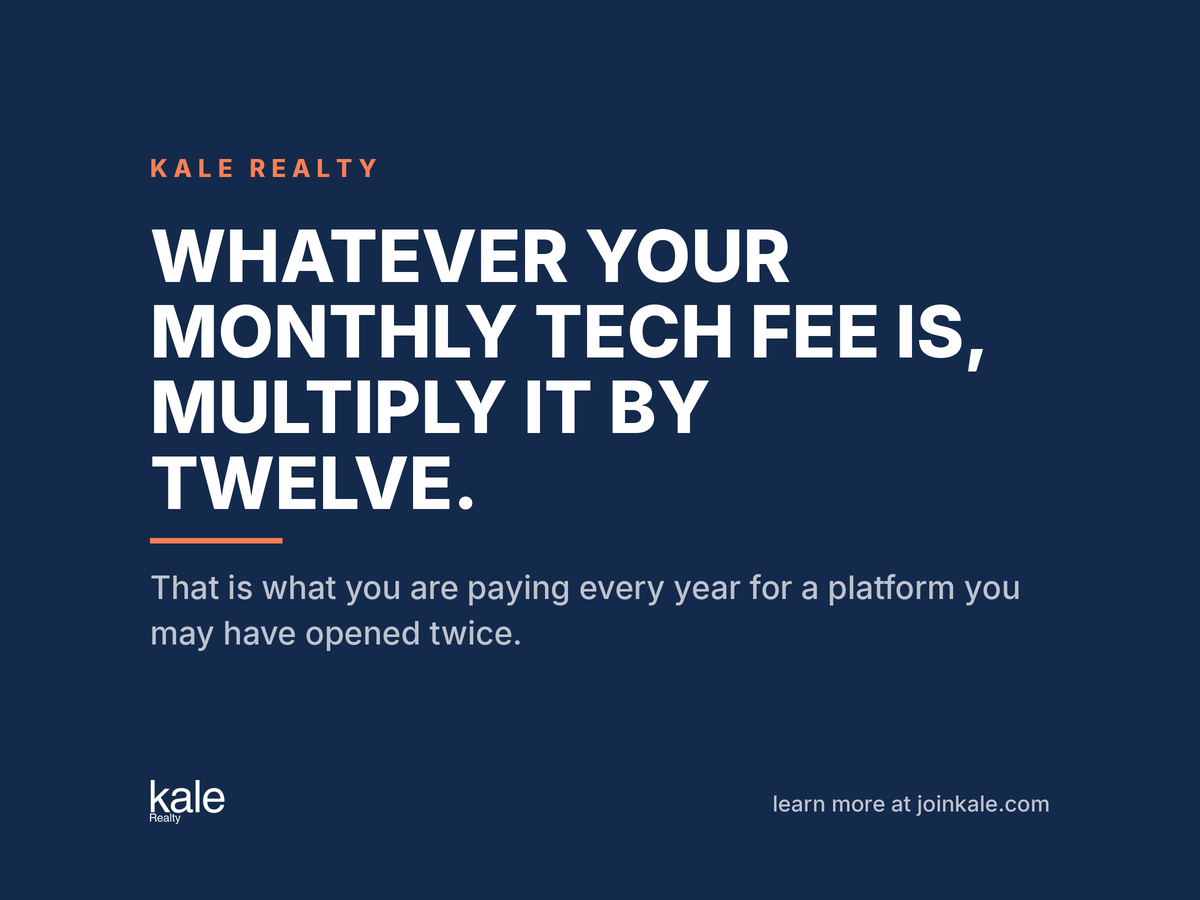 KALE REALTY
WHATEVER YOUR
MONTHLY TECH FEE IS,
MULTIPLY IT BY
TWELVE.
That is what you are paying every year for a platform you
may have opened twice.
kale
Realty
learn more at joinkale.com